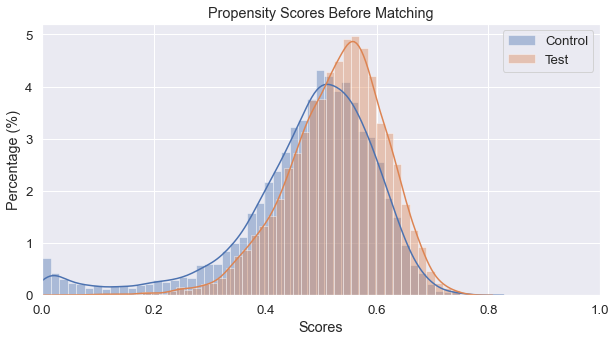 Propensity Scores Before Matching
Control
Test
Percentage (%)
5
4
3
2
1
0
0.0 0.2 0.4 0.6 0.8 1.0
Scores